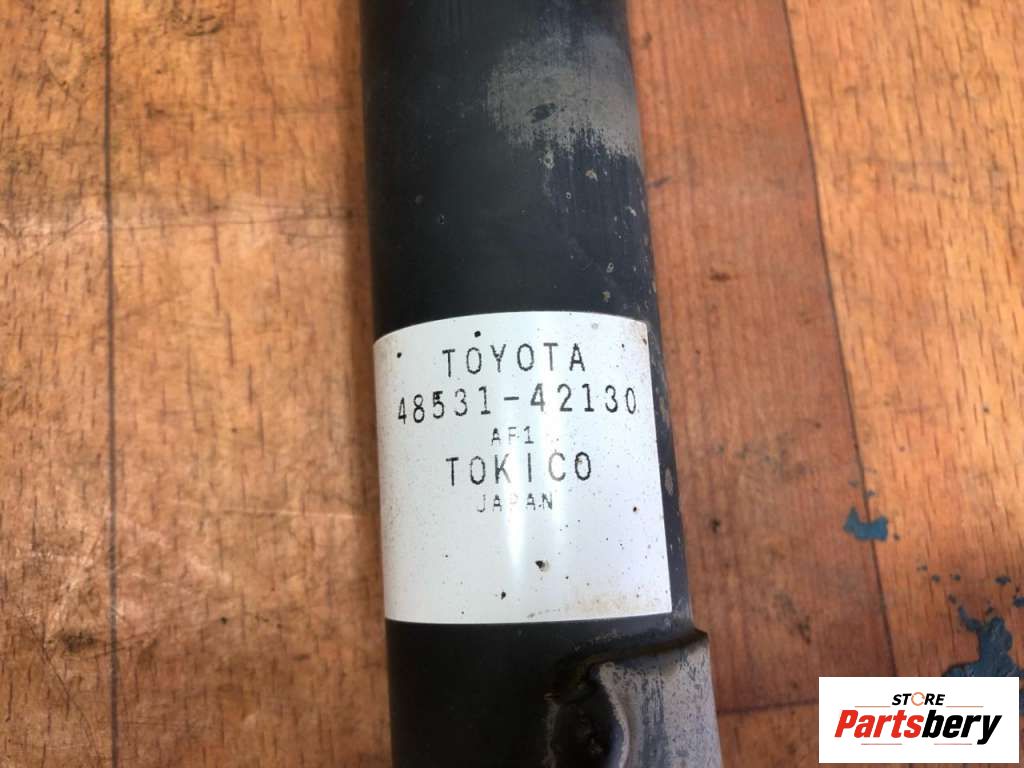 TOYOTA
48531-42130
AF1
TOKICO
JAPAN
STORE
Partsbery